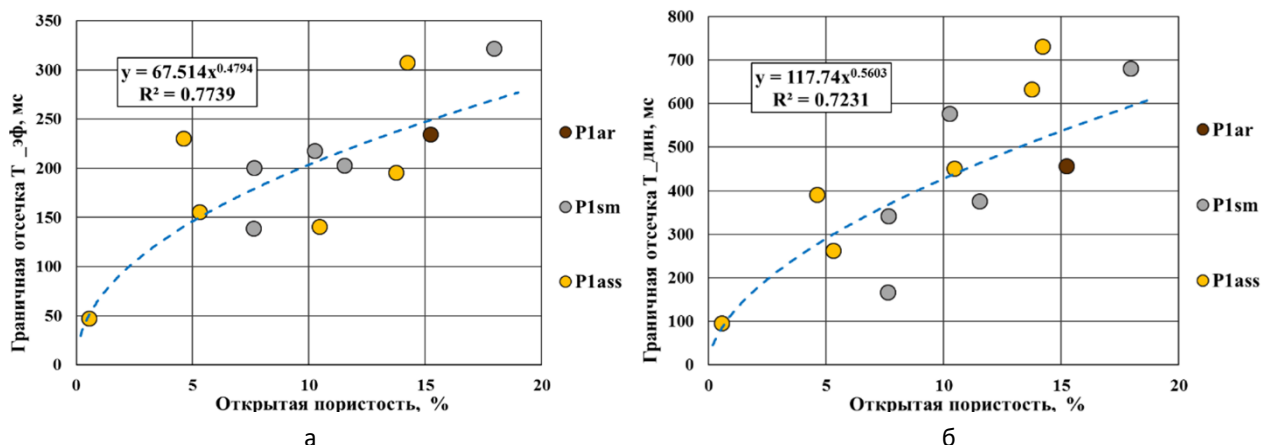 350
300
250
200
150
100
50
0
Граничная отсечка Т_эф, мс
y = 67.514x^0.4794
R² = 0.7739
0 5 10 15 20
Открытая пористость, %
P1ar
P1sm
P1ass
а
800
700
600
500
400
300
200
100
0
Граничная отсечка Т_дин, мс
y = 117.74x^0.5603
R² = 0.7231
0 5 10 15 20
Открытая пористость, %
P1ar
P1sm
P1ass
б